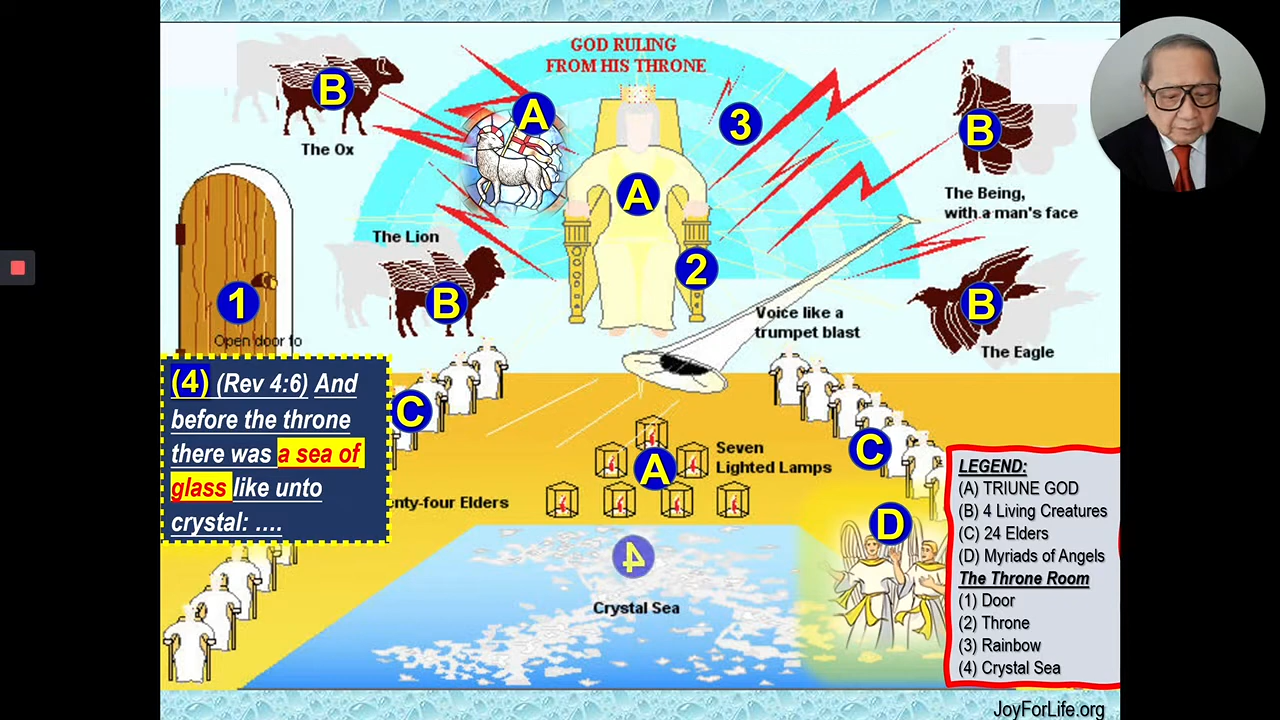 GOD RULING
FROM HIS THRONE
B
The Ox
A
3
B
The Being,
with a man's face
A
The Lion
B
2
1
Open door fo
Voice like a
trumpet blast
B
The Eagle
(4) (Rev 4:6) And
before the throne
there was a sea of
glass like unto
crystal: ....
C
C
A
Seven
Lighted Lamps
enty-four Elders
D
4
Crystal Sea
LEGEND:
(A) TRIUNE GOD
(B) 4 Living Creatures
(C) 24 Elders
(D) Myriads of Angels
The Throne Room
(1) Door
(2) Throne
(3) Rainbow
(4) Crystal Sea
JoyForLife.org